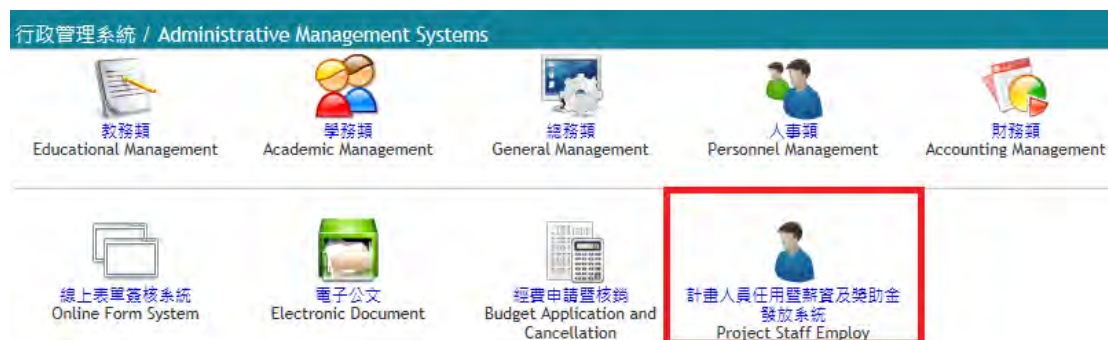 行政管理系統 / Administrative Management Systems
教務類
Educational Management
學務類
Academic Management
總務類
General Management
人事類
Personnel Management
財務類
Accounting Management
線上表單簽核系統
Online Form System
電子公文
Electronic Document
經費申請暨核銷
Budget Application and
Cancellation
計畫人員任用暨薪資及獎助金
發放系統
Project Staff Employ